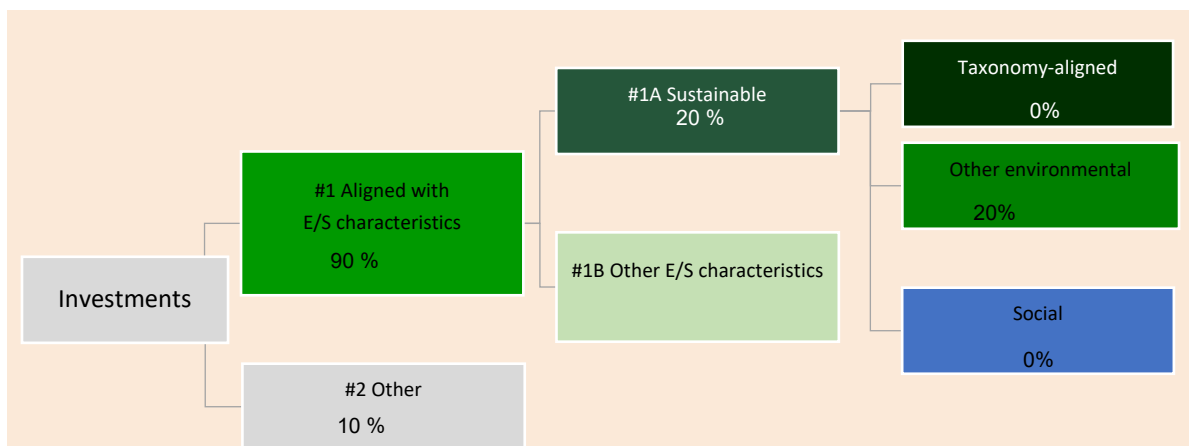 Investments
#1 Aligned with
E/S characteristics
90 %
#2 Other
10 %
#1A Sustainable
20 %
#1B Other E/S characteristics
Taxonomy-aligned
0%
Other environmental
20%
Social
0%